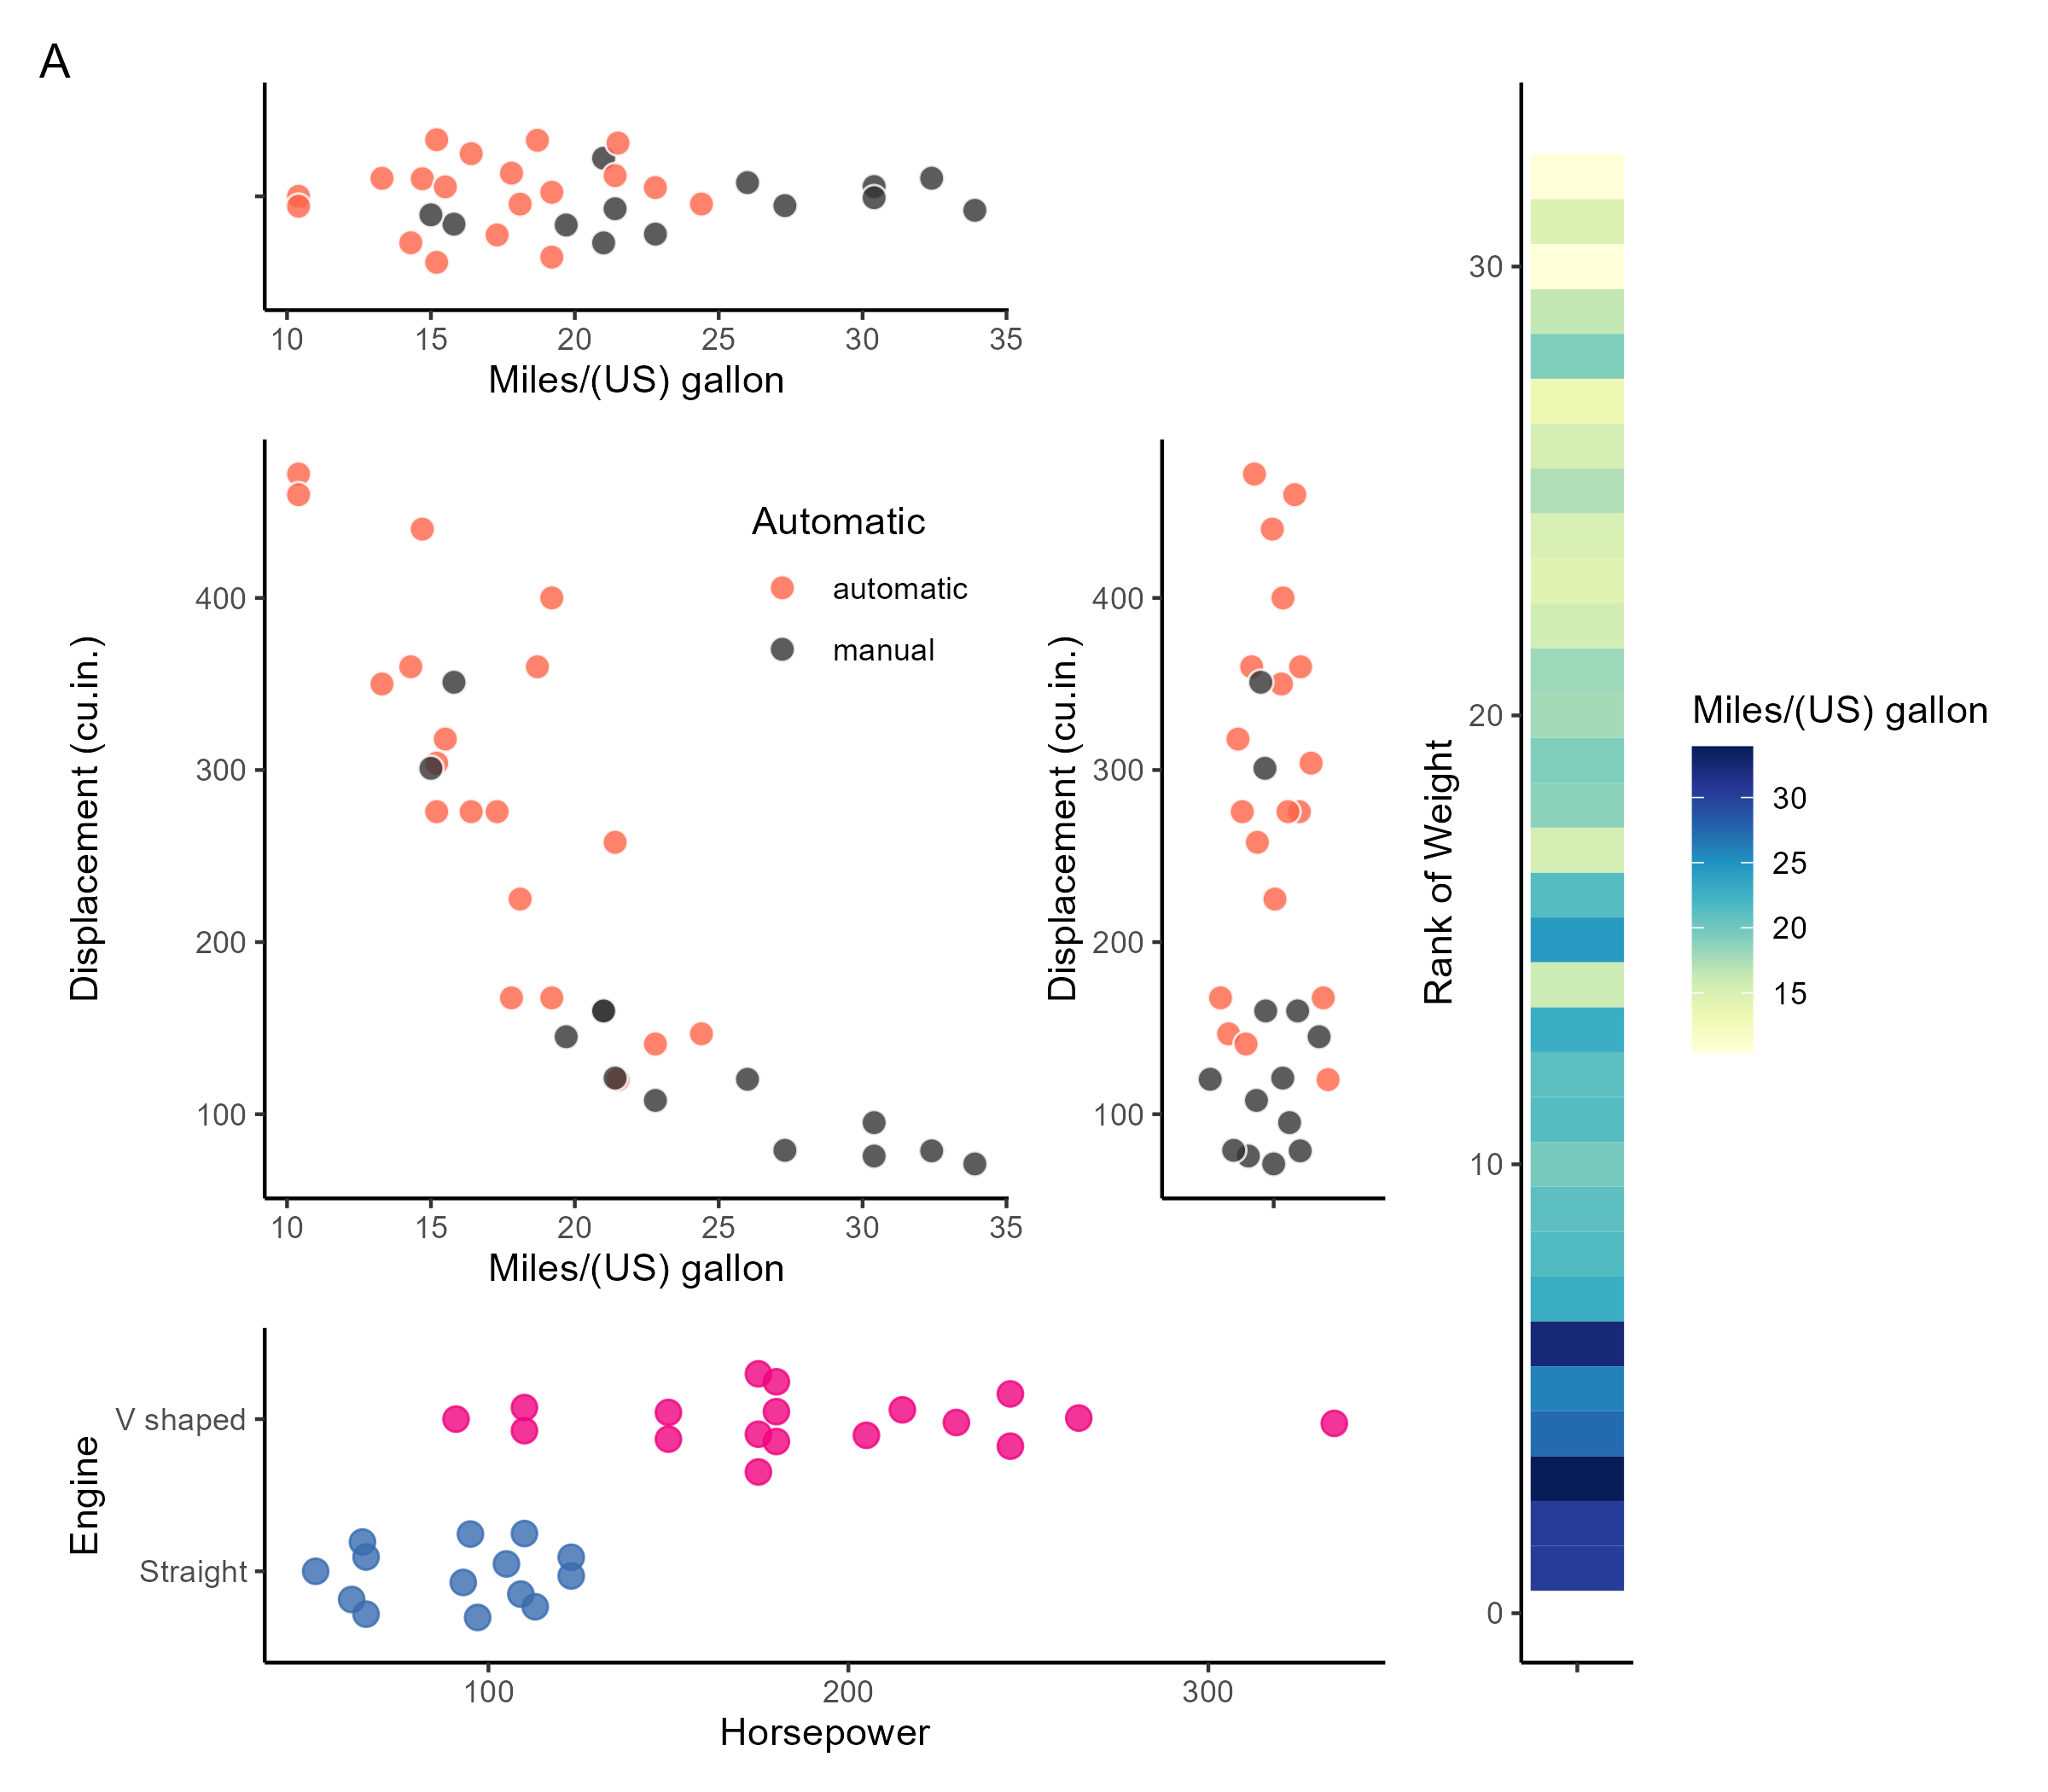 A
10 15 20 25 30 35
Miles/(US) gallon
Displacement (cu.in.)
400
300
200
100
Automatic
automatic
manual
10 15 20 25 30 35
Miles/(US) gallon
Displacement (cu.in.)
400
300
200
100
Engine
V shaped
Straight
100 200 300
Horsepower
Rank of Weight
30
20
10
0
Miles/(US) gallon
30
25
20
15